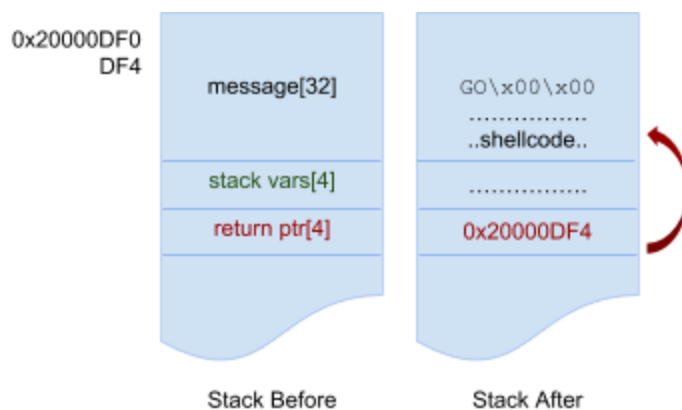 0x20000DF0
DF4
message[32]
GO\x00\x00
................
..shellcode..
stack vars[4]
................
return ptr[4]
0x20000DF4
Stack Before
Stack After